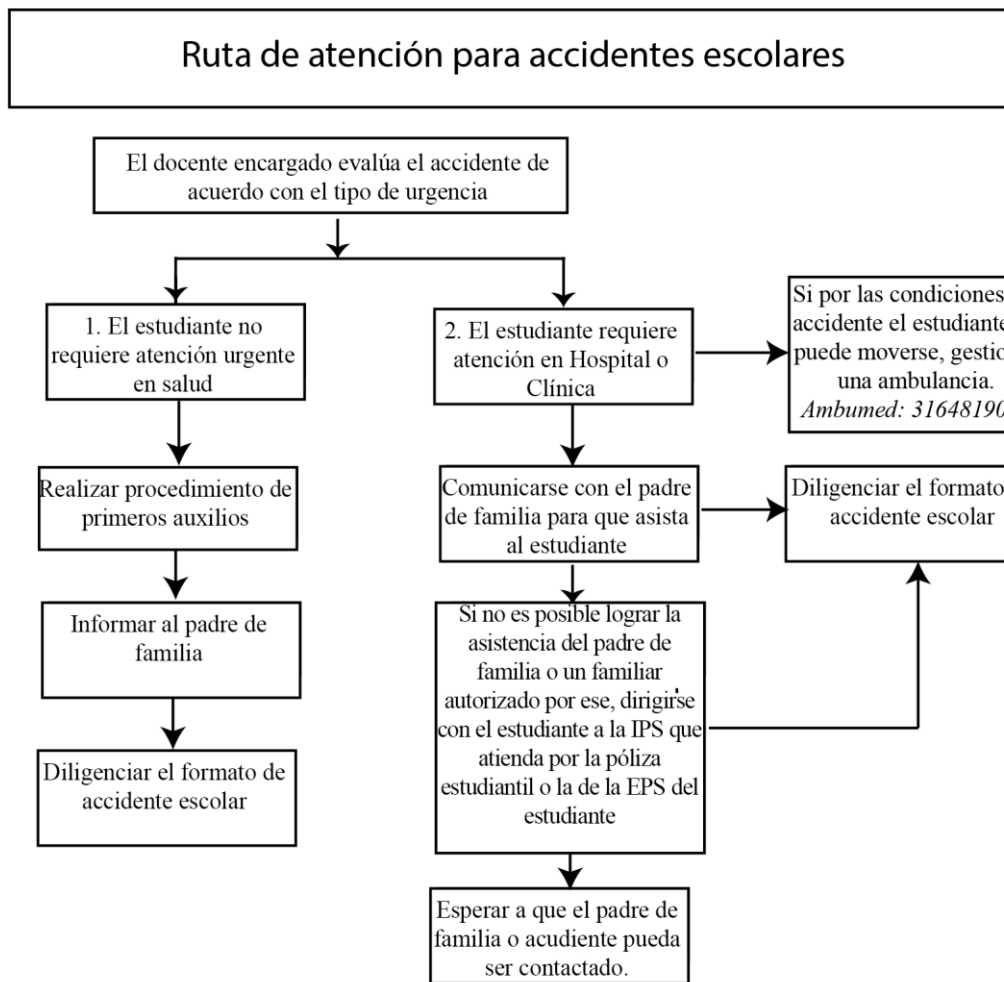 Ruta de atención para accidentes escolares
El docente encargado evalúa el accidente de
acuerdo con el tipo de urgencia
1. El estudiante no
requiere atención urgente
en salud
2. El estudiante requiere
atención en Hospital o
Clínica
Si por las condiciones
accidente el estudiante
puede moverse,
una ambulancia.
Ambumed: 31648190
Realizar procedimiento de
primeros auxilios
Comunicarse con el padre
de familia para que asista
al estudiante
Diligenciar el formato
accidente escolar
Informar al padre de
familia
Si no es posible lograr la
asistencia del padre de
familia o un familiar
autorizado por ese, dirigirse
con el estudiante a la IPS que
atienda por la póliza
estudiantil o la de la EPS del
estudiante
Diligenciar el formato de
accidente escolar
Esperar a que el padre de
familia o acudiente pueda
ser contactado.